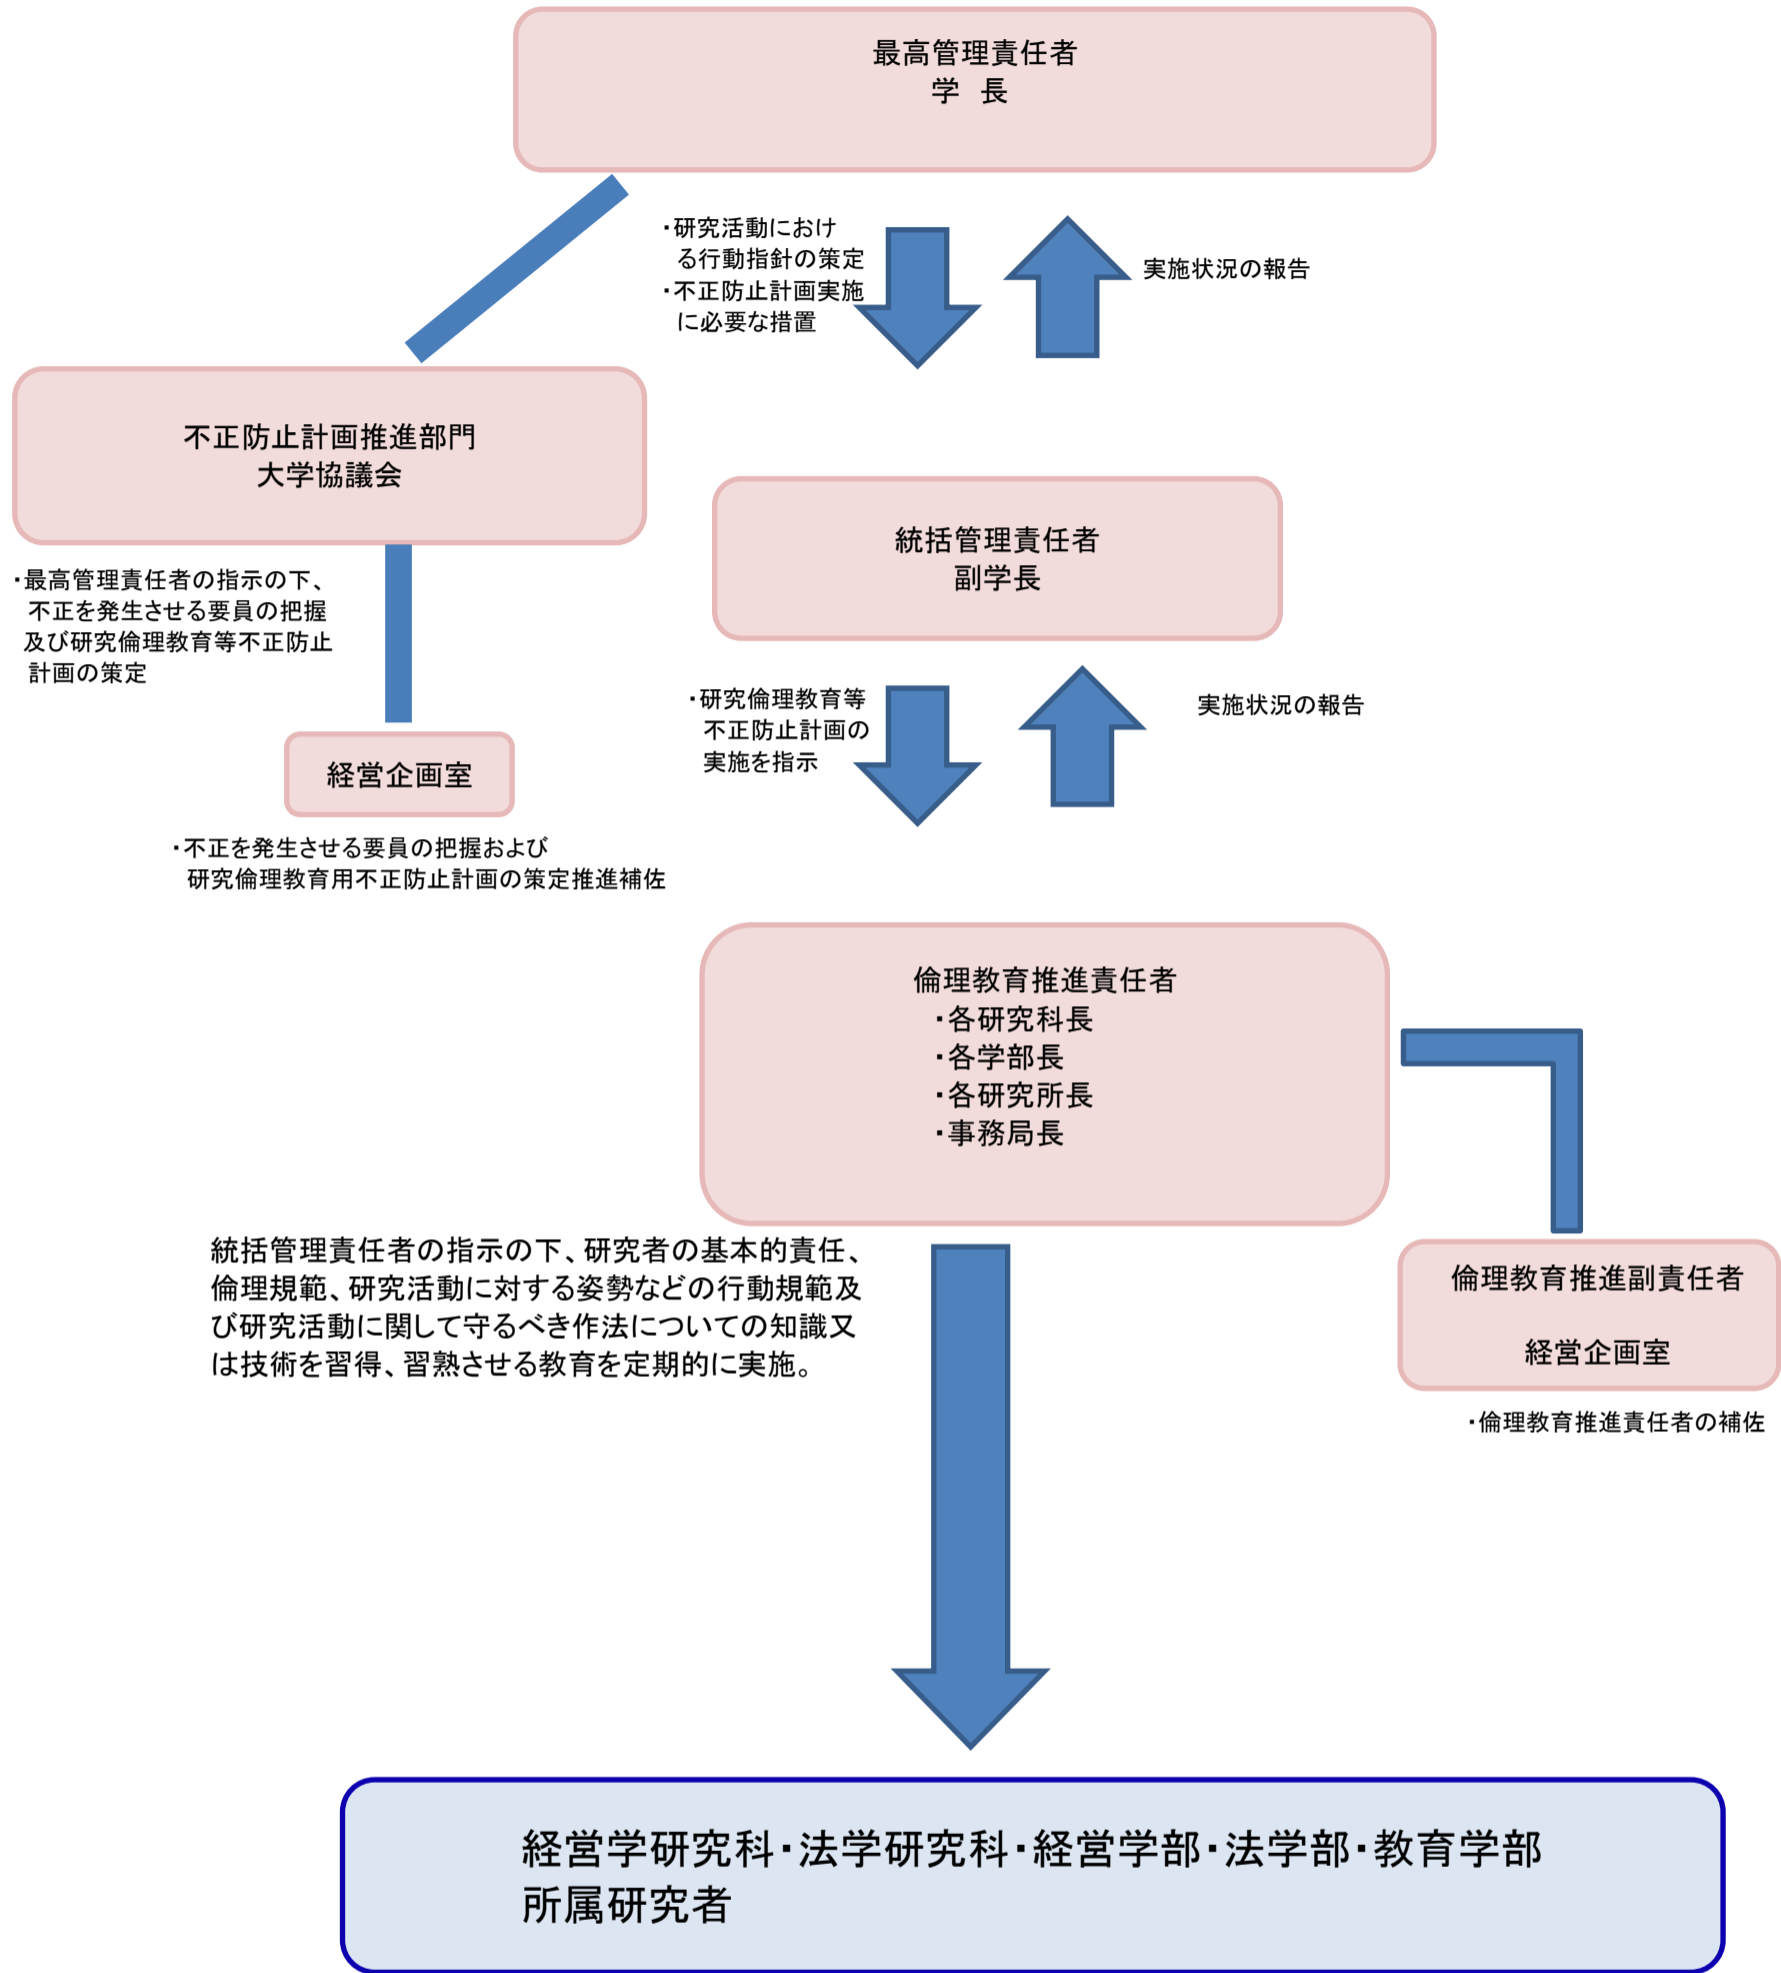 最高管理責任者
学　長
・研究活動におけ
る行動指針の策定
・不正防止計画実施
に必要な措置
実施状況の報告
不正防止計画推進部門
大学協議会
・最高管理責任者の指示の下、
不正を発生させる要員の把握
及び研究倫理教育等不正防止
計画の策定
統括管理責任者
副学長
・研究倫理教育等
不正防止計画の
実施を指示
実施状況の報告
経営企画室
・不正を発生させる要員の把握および
研究倫理教育用不正防止計画の策定推進補佐
倫理教育推進責任者
・各研究科長
・各学部長
・各研究所長
・事務局長
統括管理責任者の指示の下、研究者の基本的責任、
倫理規範、研究活動に対する姿勢などの行動規範及
び研究活動に関して守るべき作法についての知識又
は技術を習得、習熟させる教育を定期的に実施。
倫理教育推進副責任者
経営企画室
・倫理教育推進責任者の補佐
経営学研究科・法学研究科・経営学部・法学部・教育学部
所属研究者